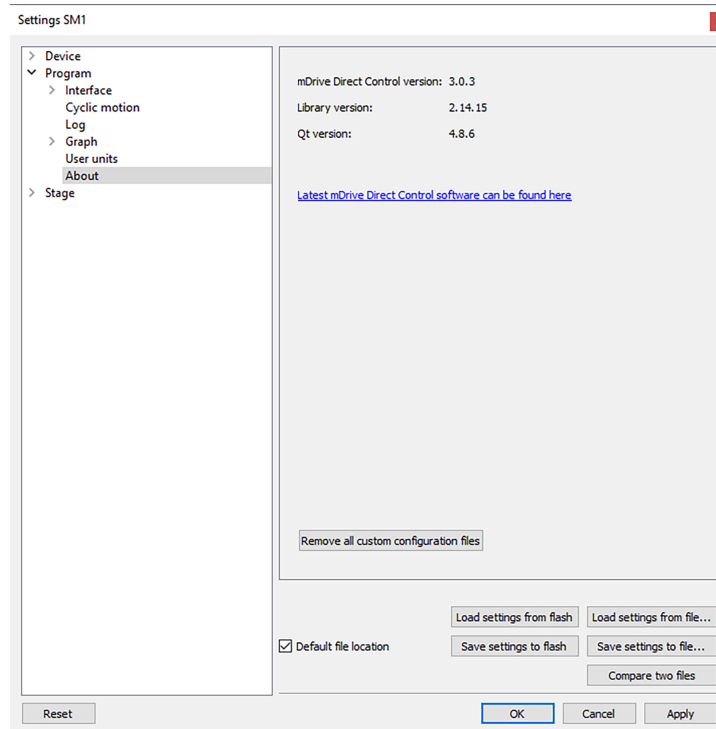 Settings SM1
Device
Program
Interface
Cyclic motion
Log
Graph
User units
About
Stage
mDrive Direct Control version: 3.0.3
Library version: 2.14.15
Qt version: 4.8.6
Latest mDrive Direct Control software can be found here
Remove all custom configuration files
Load settings from flash Load settings from file...
Default file location Save settings to flash Save settings to file...
Compare two files
Reset OK Cancel Apply